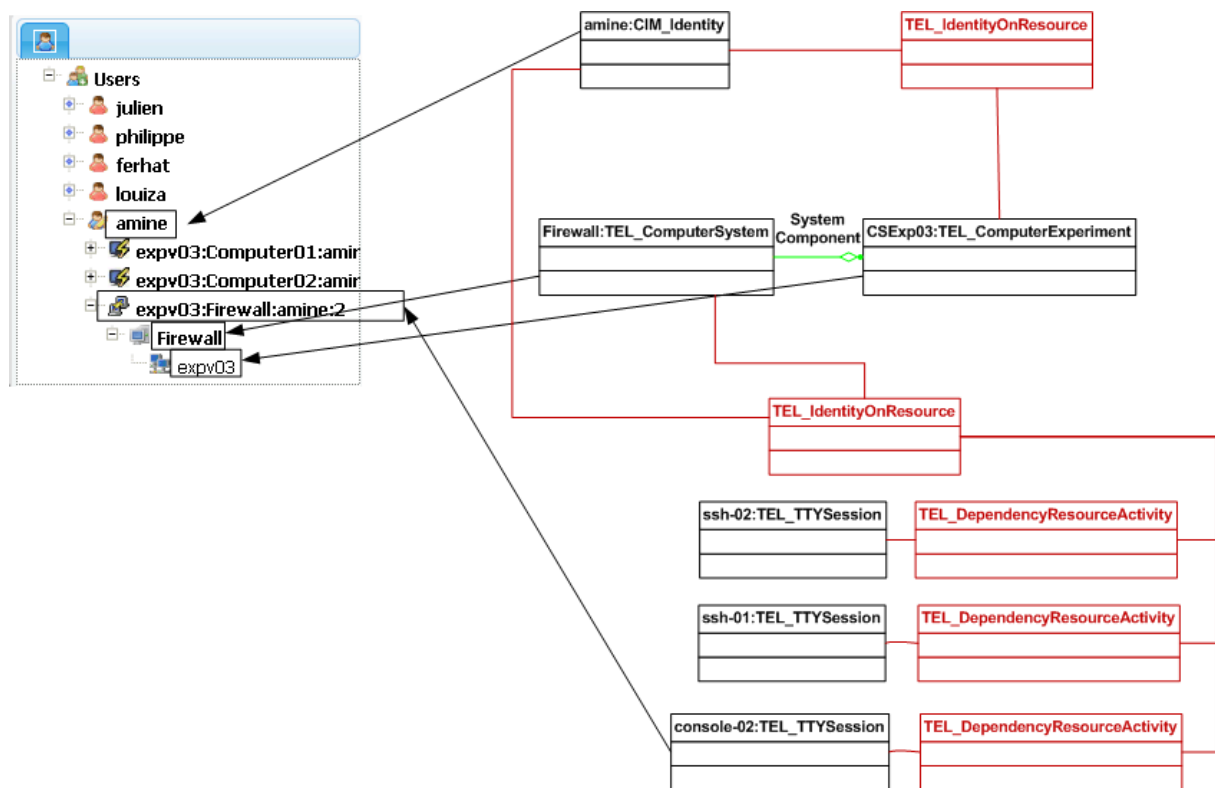 Users
julien
philippe
ferhat
louiza
amine
expv03:Computer01:amir
expv03:Computer02:amir
expv03:Firewall:amine:2
Firewall
expv03
amine:CIM_Identity
TEL_IdentityOnResource
Firewall:TEL_ComputerSystem
System
Component
CSExp03:TEL_ComputerExperiment
TEL_IdentityOnResource
ssh-02:TEL_TTYSession
TEL_DependencyResourceActivity
ssh-01:TEL_TTYSession
TEL_DependencyResourceActivity
console-02:TEL_TTYSession
TEL_DependencyResourceActivity